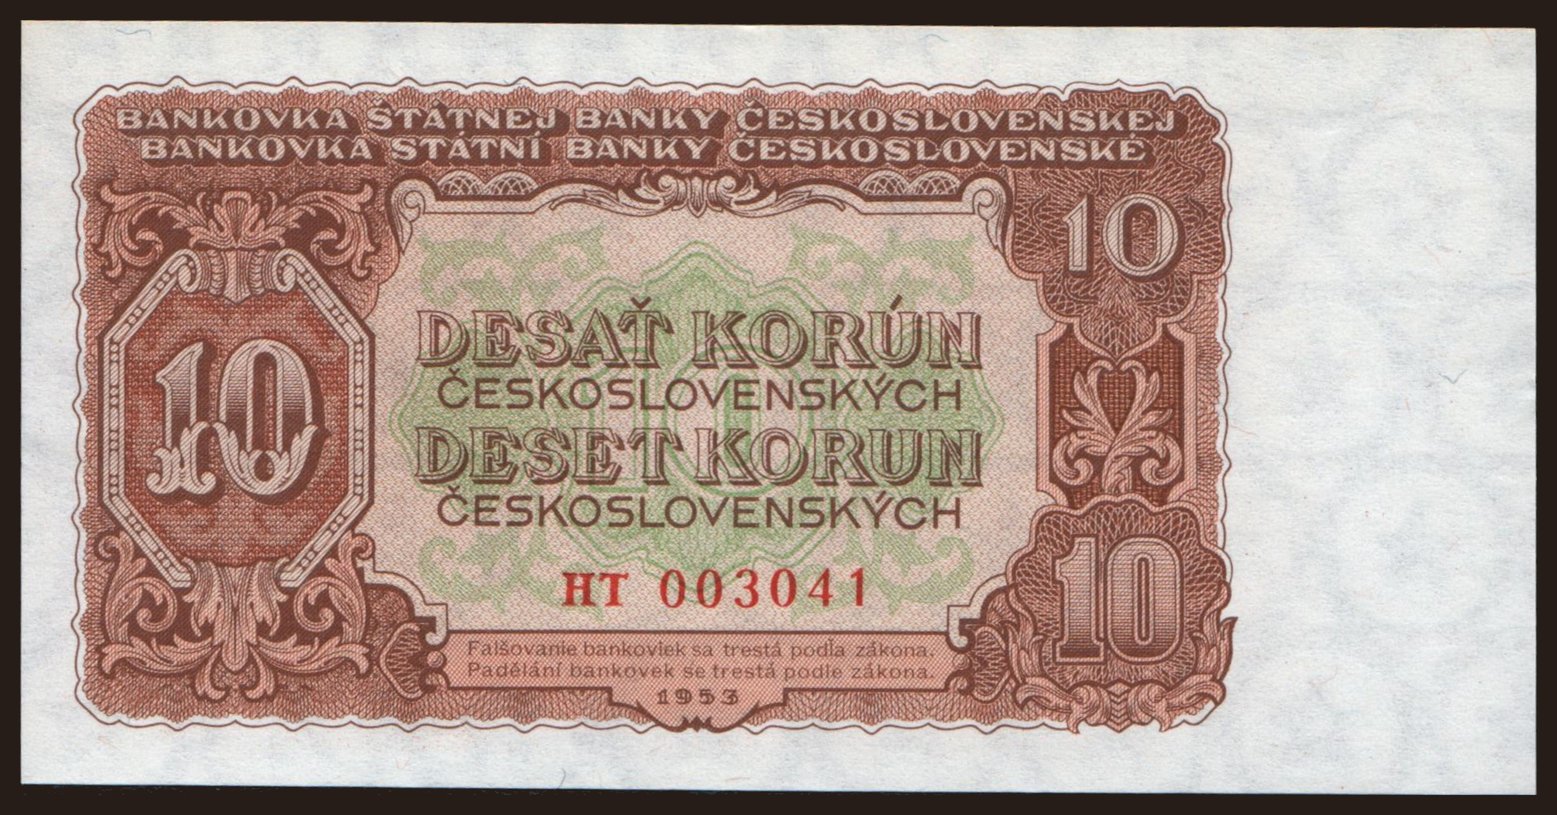 BANKOVKA ŠTÁTNEJ BANKY ČESKOSLOVENSKEJ
BANKOVKA STÁTNÍ BANKY ČESKOSLOVENSKÉ
10
10
DESAŤ KORÚN
ČESKOSLOVENSKÝCH
DESET KORUN
ČESKOSLOVENSKÝCH
HT 003041
10
Falšovanie bankoviek sa trestá podľa zákona.
Padělání bankovek se trestá podle zákona.
1953